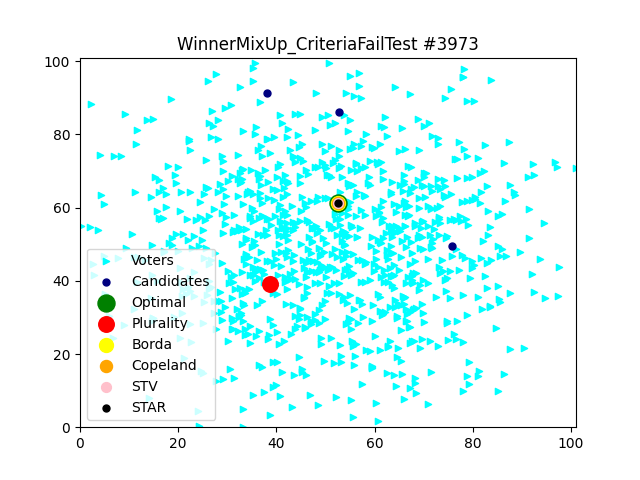 WinnerMixUp_CriteriaFailTest #3973
100
80
60
40
20
0
0 20 40 60 80 100
Voters
Candidates
Optimal
Plurality
Borda
Copeland
STV
STAR